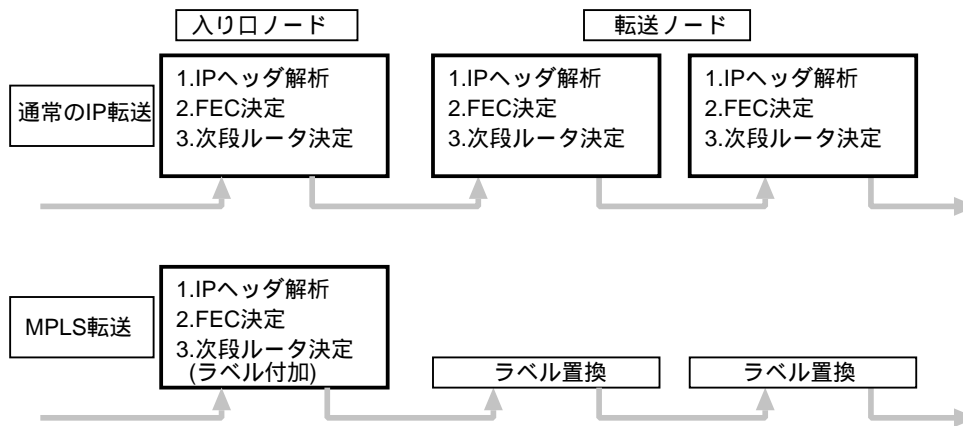 入り口ノード
転送ノード
通常のIP転送
1.IPヘッダ解析
2.FEC決定
3.次段ルータ決定
1.IPヘッダ解析
2.FEC決定
3.次段ルータ決定
1.IPヘッダ解析
2.FEC決定
3.次段ルータ決定
MPLS転送
1.IPヘッダ解析
2.FEC決定
3.次段ルータ決定
(ラベル付加)
ラベル置換
ラベル置換